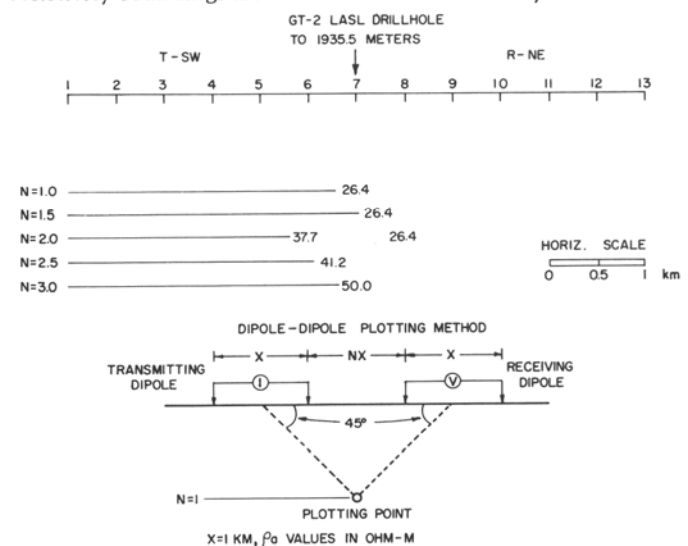 GT-2 LASL DRILLHOLE
TO 1935.5 METERS
T-SW
R-NE
1 2 3 4 5 6 7 8 9 10 11 12 13
N=1.0 26.4
N=1.5 26.4
N=2.0 37.7 26.4
N=2.5 41.2
N=3.0 50.0
HORIZ. SCALE
0 0.5 1 km
DIPOLE-DIPOLE PLOTTING METHOD
X NX X
TRANSMITTING
DIPOLE
I
V
RECEIVING
DIPOLE
45°
N=1
PLOTTING POINT
X=1 KM, ρa VALUES IN OHM-M